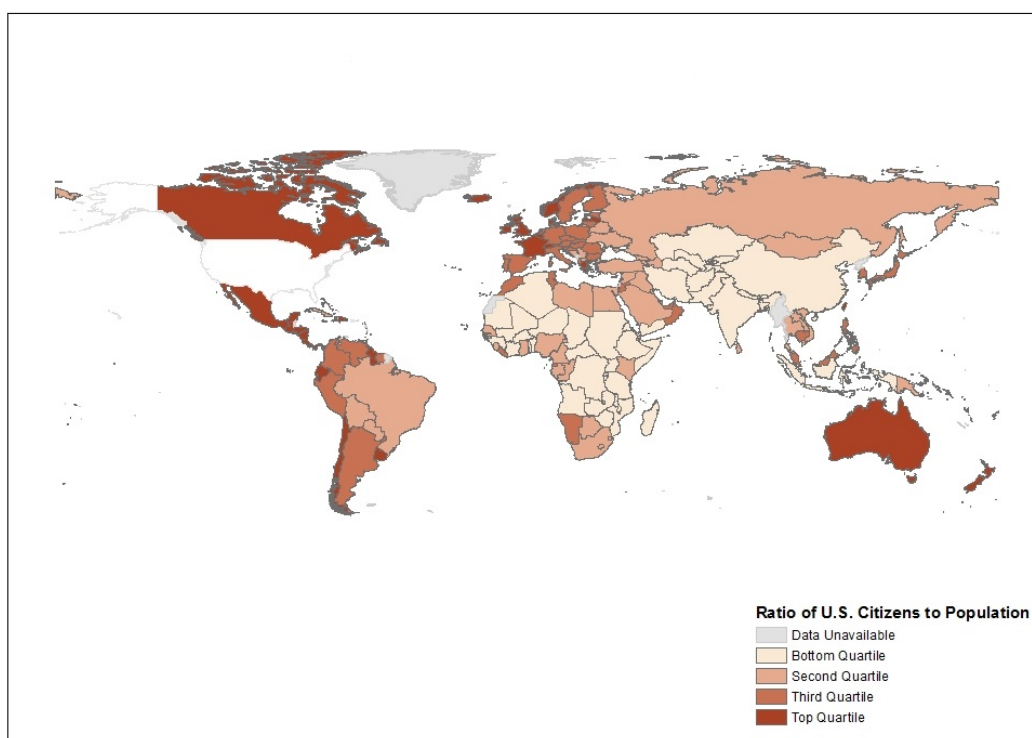 Ratio of U.S. Citizens to Population
Data Unavailable
Bottom Quartile
Second Quartile
Third Quartile
Top Quartile